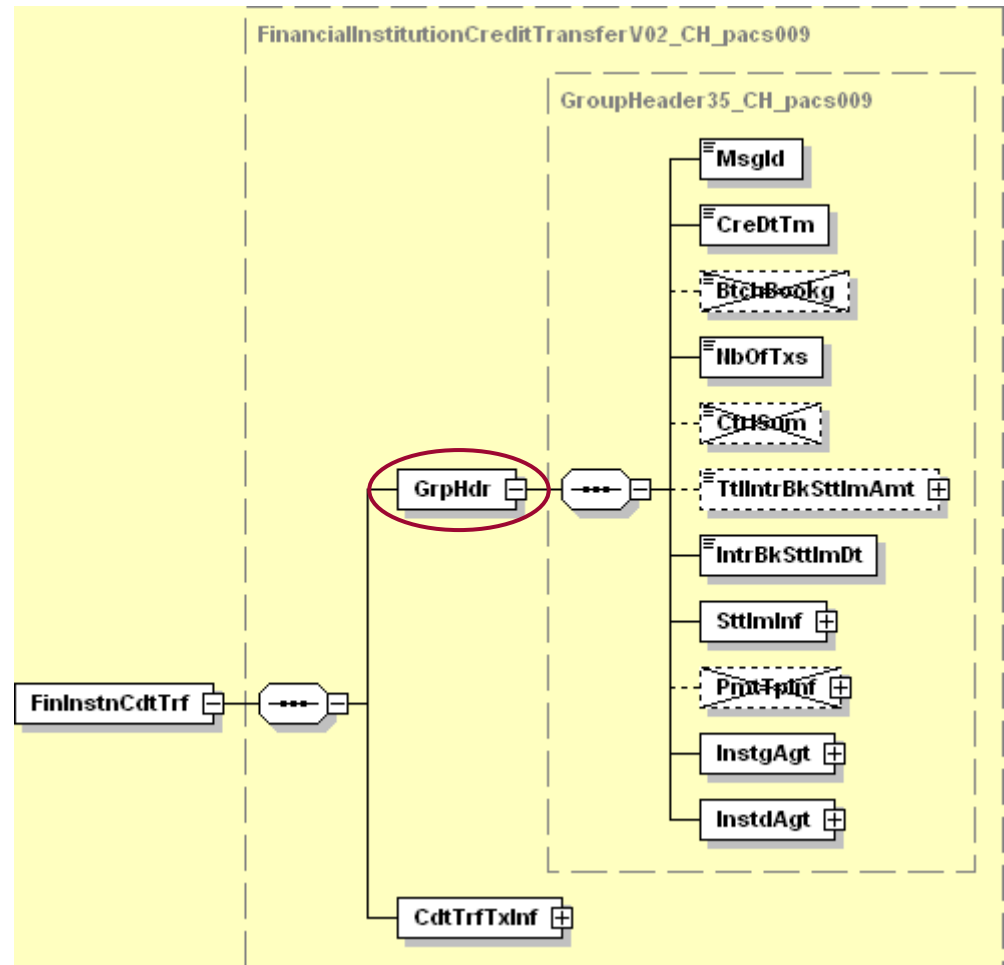 FinancialInstitutionCreditTransferV02_CH_pacs009
GroupHeader35_CH_pacs009
MsgId
CreDtTm
BtchBookg
NbOfTxs
CtrlSum
TtlIntrBkSttlmAmt
GrpHdr
IntrBkSttlmDt
SttlmInf
PmtTpInf
FinInstnCdtTrf
InstgAgt
InstdAgt
CdtTrfTxInf